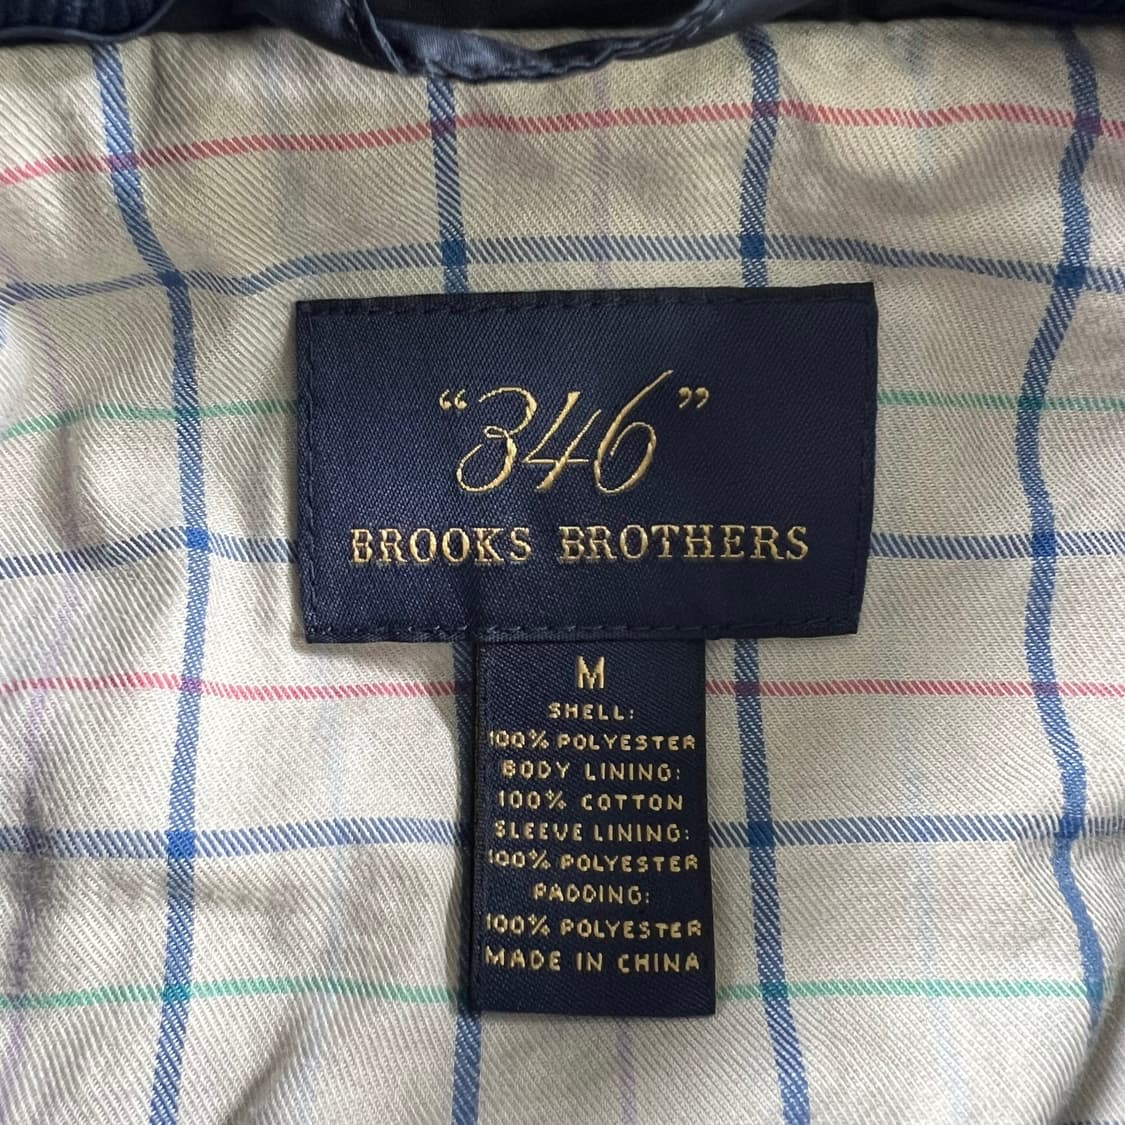 “346”
BROOKS BROTHERS
M
SHELL:
100% POLYESTER
BODY LINING:
100% COTTON
SLEEVE LINING:
100% POLYESTER
PADDING:
100% POLYESTER
MADE IN CHINA